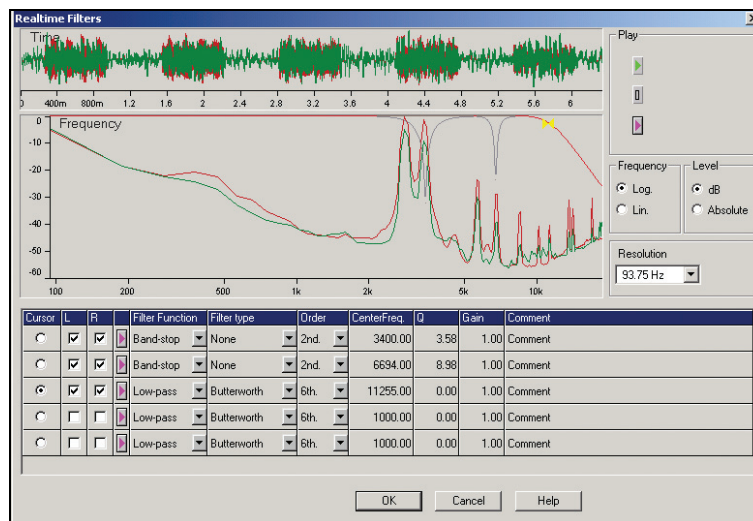 Realtime Filters
Time
0 400m 800m 1.2 1.6 2 2.4 2.8 3.2 3.6 4 4.4 4.8 5.2 5.6 6
Frequency
0
-10
-20
-30
-40
-50
-60
100 200 500 1k 2k 5k 10k
Play
Frequency
Log.
Lin.
Level
dB
Absolute
Resolution
93.75 Hz
Cursor L R Filter Function Filter type Order CenterFreq. Q Gain Comment
Band-stop None 2nd. 3400.00 3.58 1.00 Comment
Band-stop None 2nd. 6694.00 8.98 1.00 Comment
Low-pass Butterworth 6th. 11255.00 0.00 1.00 Comment
Low-pass Butterworth 6th. 1000.00 0.00 1.00 Comment
Low-pass Butterworth 6th. 1000.00 0.00 1.00 Comment
OK Cancel Help